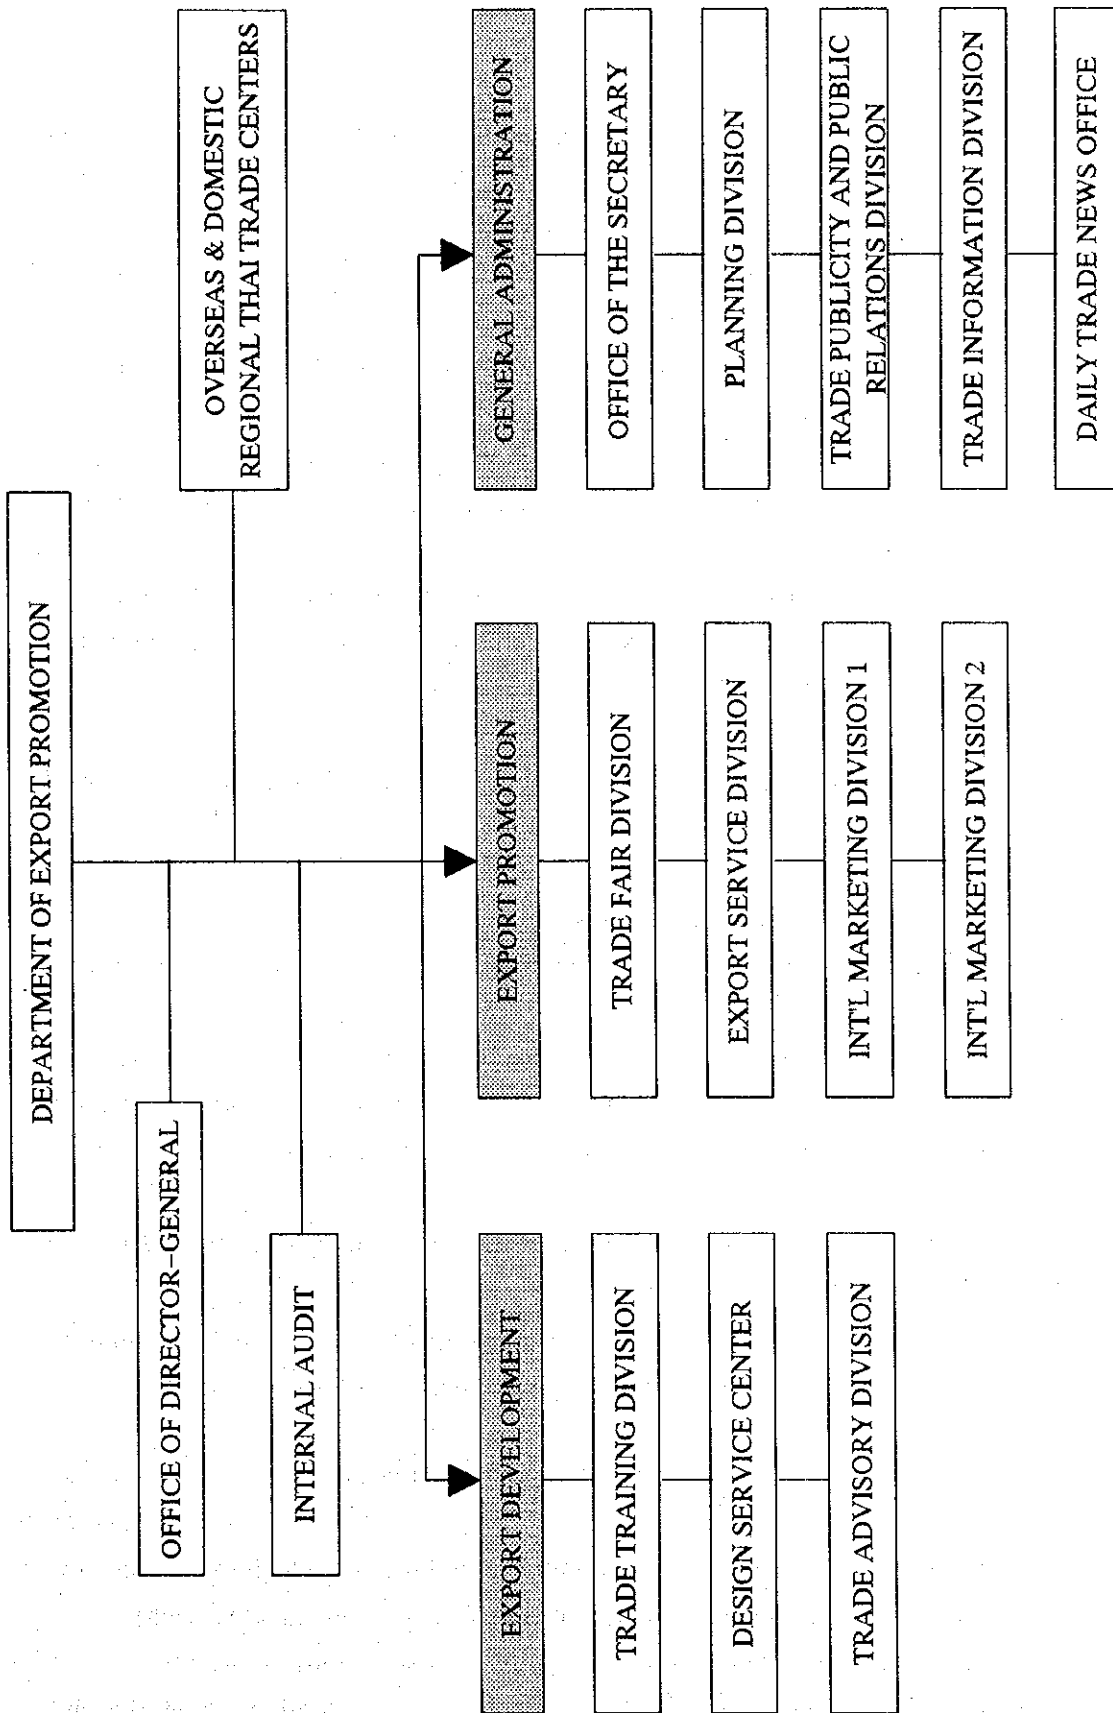 DEPARTMENT OF EXPORT PROMOTION
OFFICE OF DIRECTOR-GENERAL
OVERSEAS & DOMESTIC
REGIONAL THAI TRADE CENTERS
INTERNAL AUDIT
EXPORT DEVELOPMENT
TRADE TRAINING DIVISION
DESIGN SERVICE CENTER
TRADE ADVISORY DIVISION
EXPORT PROMOTION
TRADE FAIR DIVISION
EXPORT SERVICE DIVISION
INT'L MARKETING DIVISION 1
INT'L MARKETING DIVISION 2
GENERAL ADMINISTRATION
OFFICE OF THE SECRETARY
PLANNING DIVISION
TRADE PUBLICITY AND PUBLIC
RELATIONS DIVISION
TRADE INFORMATION DIVISION
DAILY TRADE NEWS OFFICE